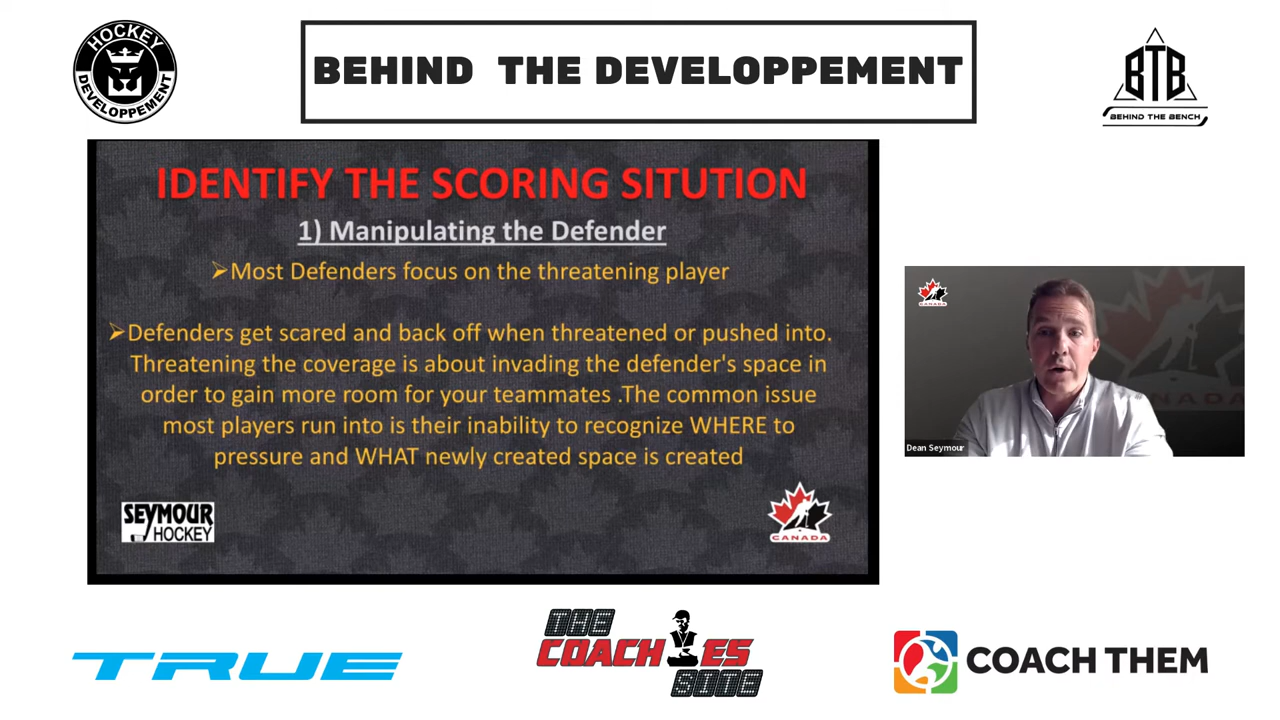 HOCKEY
DEVELOPPEMENT
BEHIND THE DEVELOPPEMENT
BTB
BEHIND THE BENCH
IDENTIFY THE SCORING SITUTION
1) Manipulating the Defender
➢Most Defenders focus on the threatening player
➢Defenders get scared and back off when threatened or pushed into.
Threatening the coverage is about invading the defender's space in
order to gain more room for your teammates .The common issue
most players run into is their inability to recognize WHERE to
pressure and WHAT newly created space is created
SEYMOUR
HOCKEY
CANADA
CANADA
CANADA
Dean Seymour
TRUE
THE
COACHES
SITE
COACH THEM